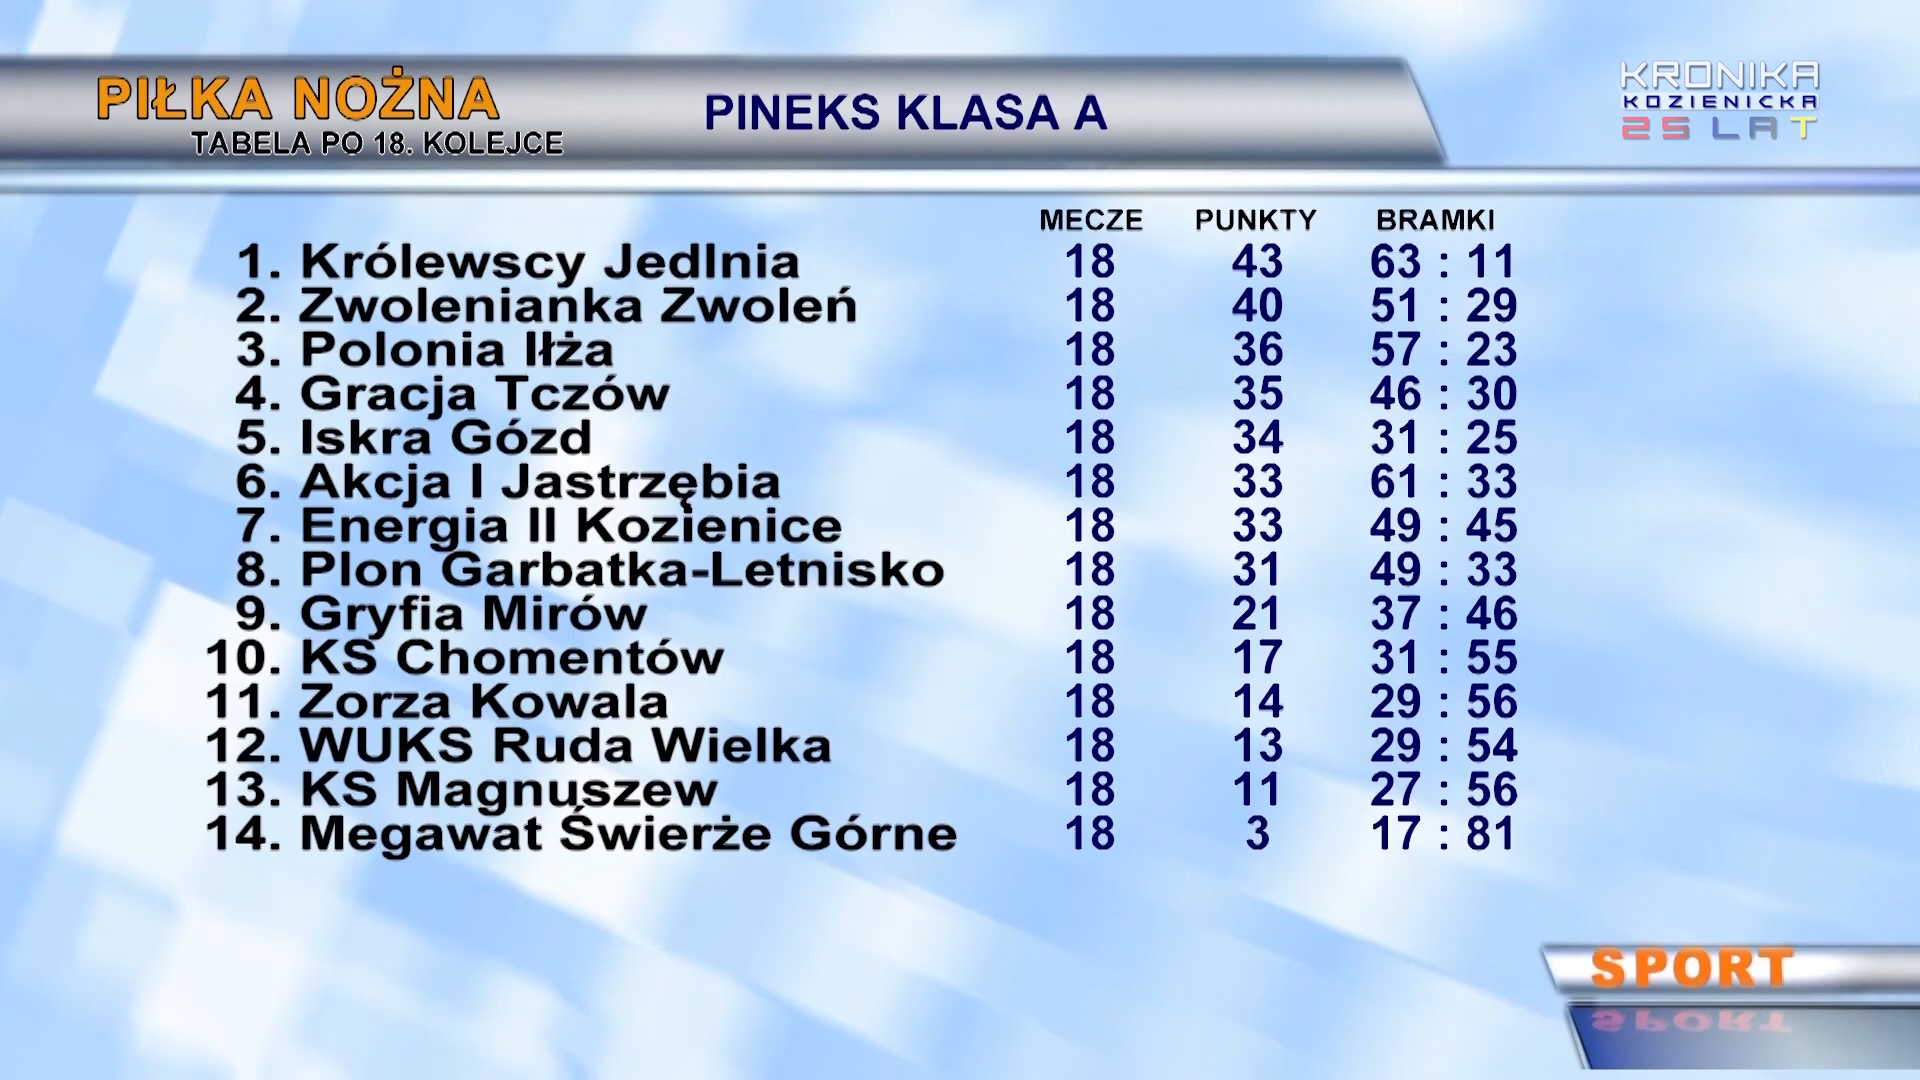 PIŁKA NOŻNA
TABELA PO 18. KOLEJCE
PINEKS KLASA A
KRONIKA
KOZIENICKA
25 LAT
MECZE PUNKTY BRAMKI
1. Królewscy Jedlnia 18 43 63 : 11
2. Zwolenianka Zwoleń 18 40 51 : 29
3. Polonia Iłża 18 36 57 : 23
4. Gracja Tczów 18 35 46 : 30
5. Iskra Gózd 18 34 31 : 25
6. Akcja I Jastrzębia 18 33 61 : 33
7. Energia II Kozienice 18 33 49 : 45
8. Plon Garbatka-Letnisko 18 31 49 : 33
9. Gryfia Mirów 18 21 37 : 46
10. KS Chomentów 18 17 31 : 55
11. Zorza Kowala 18 14 29 : 56
12. WUKS Ruda Wielka 18 13 29 : 54
13. KS Magnuszew 18 11 27 : 56
14. Megawat Świerże Górne 18 3 17 : 81
SPORT